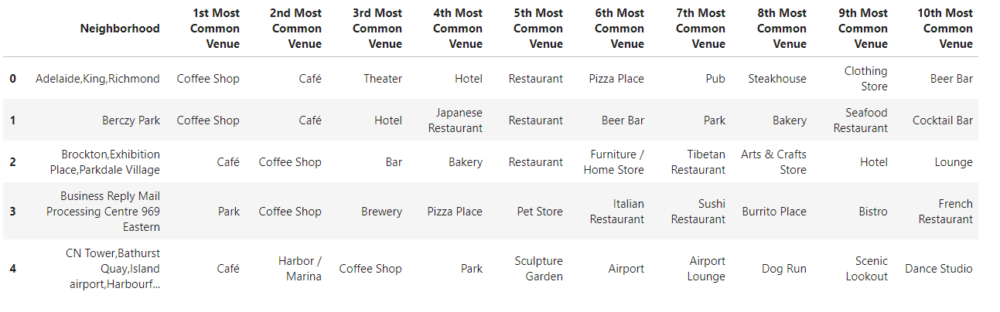 Neighborhood 1st Most Common Venue 2nd Most Common Venue 3rd Most Common Venue 4th Most Common Venue 5th Most Common Venue 6th Most Common Venue 7th Most Common Venue 8th Most Common Venue 9th Most Common Venue 10th Most Common Venue
0 Adelaide,King,Richmond Coffee Shop Café Theater Hotel Restaurant Pizza Place Pub Steakhouse Clothing Store Beer Bar
1 Berczy Park Coffee Shop Café Hotel Japanese Restaurant Restaurant Beer Bar Park Bakery Seafood Restaurant Cocktail Bar
2 Brockton,Exhibition Place,Parkdale Village Café Coffee Shop Bar Bakery Restaurant Furniture / Home Store Tibetan Restaurant Arts & Crafts Store Hotel Lounge
3 Business Reply Mail Processing Centre 969 Eastern Park Coffee Shop Brewery Pizza Place Pet Store Italian Restaurant Sushi Restaurant Burrito Place Bistro French Restaurant
4 CN Tower,Bathurst Quay,Island airport,Harbourf... Café Harbor / Marina Coffee Shop Park Sculpture Garden Airport Airport Lounge Dog Run Scenic Lookout Dance Studio